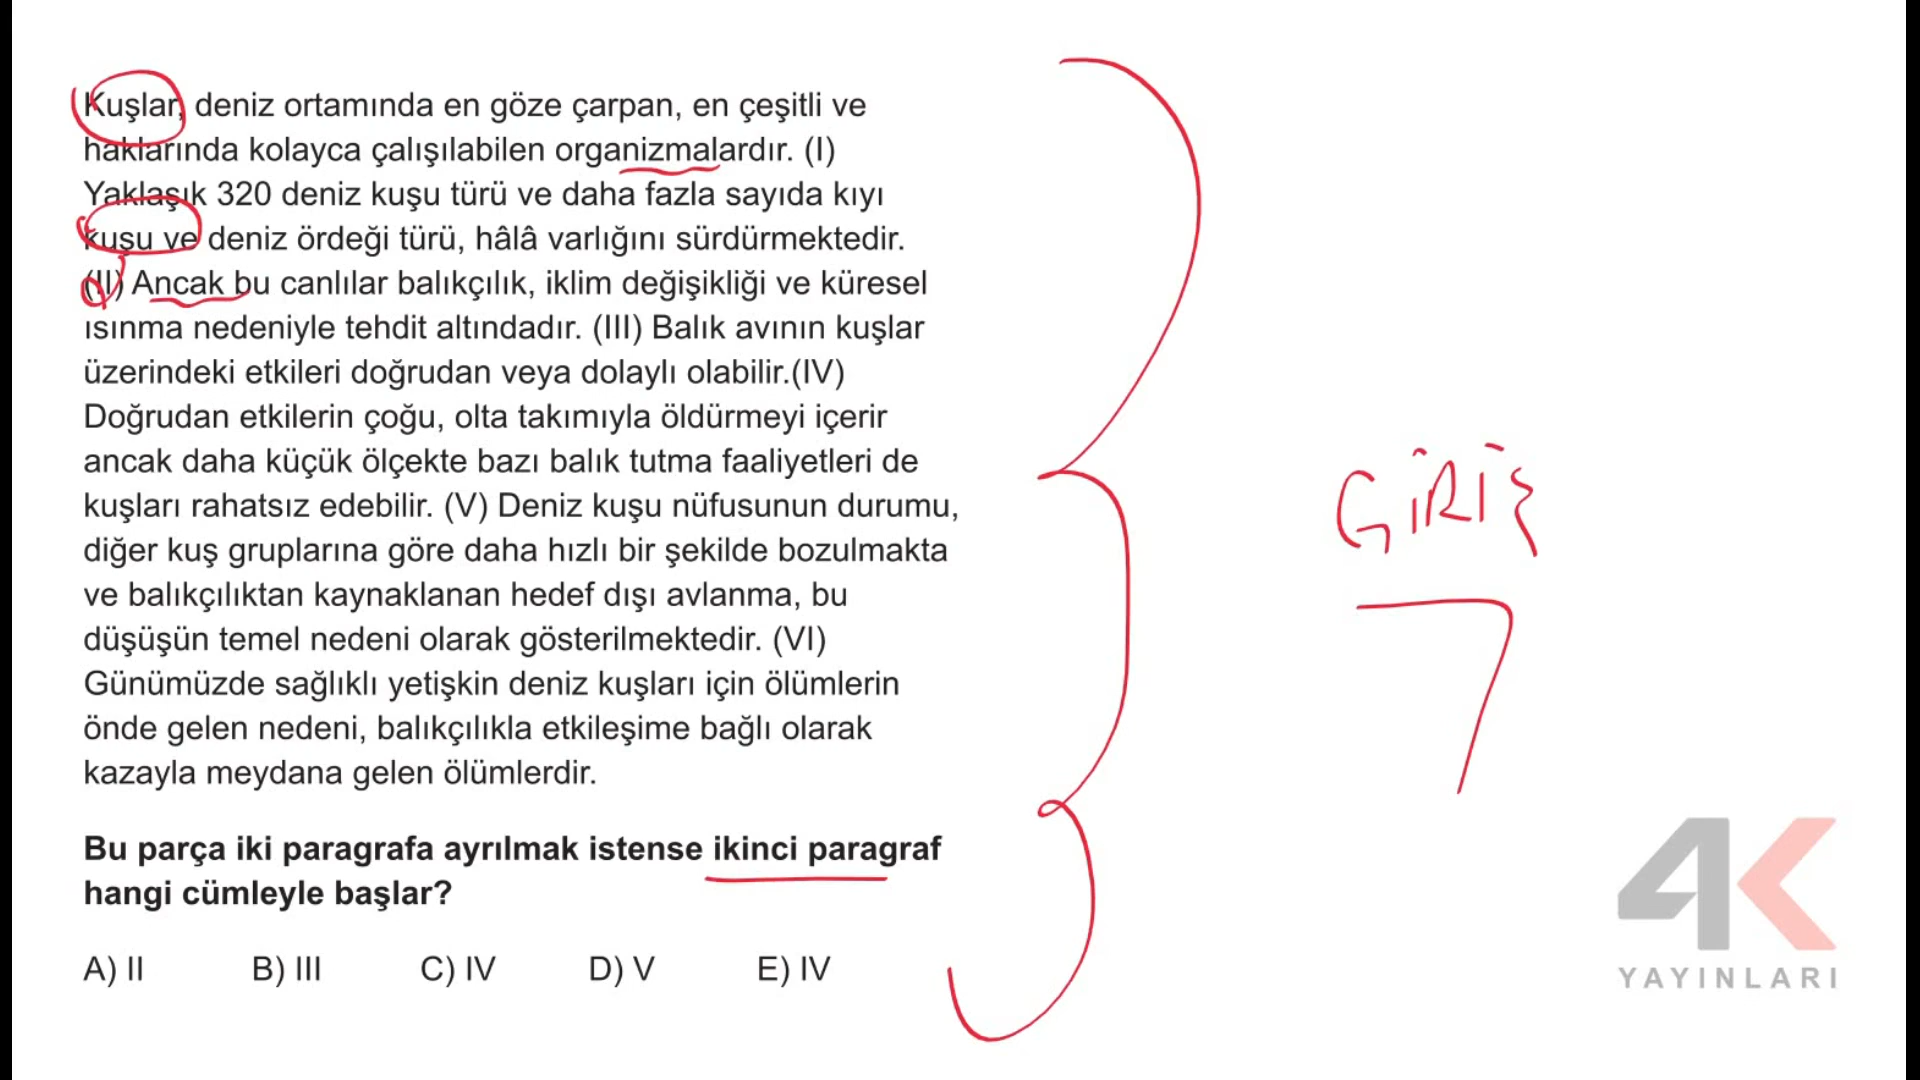 Kuşlar, deniz ortamında en göze çarpan, en çeşitli ve
haklarında kolayca çalışılabilen organizmalardır. (I)
Yaklaşık 320 deniz kuşu türü ve daha fazla sayıda kıyı
kuşu ve deniz ördeği türü, hâlâ varlığını sürdürmektedir.
(II) Ancak bu canlılar balıkçılık, iklim değişikliği ve küresel
ısınma nedeniyle tehdit altındadır. (III) Balık avının kuşlar
üzerindeki etkileri doğrudan veya dolaylı olabilir.(IV)
Doğrudan etkilerin çoğu, olta takımıyla öldürmeyi içerir
ancak daha küçük ölçekte bazı balık tutma faaliyetleri de
kuşları rahatsız edebilir. (V) Deniz kuşu nüfusunun durumu,
diğer kuş gruplarına göre daha hızlı bir şekilde bozulmakta
ve balıkçılıktan kaynaklanan hedef dışı avlanma, bu
düşüşün temel nedeni olarak gösterilmektedir. (VI)
Günümüzde sağlıklı yetişkin deniz kuşları için ölümlerin
önde gelen nedeni, balıkçılıkla etkileşime bağlı olarak
kazayla meydana gelen ölümlerdir.
Bu parça iki paragrafa ayrılmak istense ikinci paragraf
hangi cümleyle başlar?
A) II B) III C) IV D) V E) IV
GİRİŞ
4K
YAYINLARI